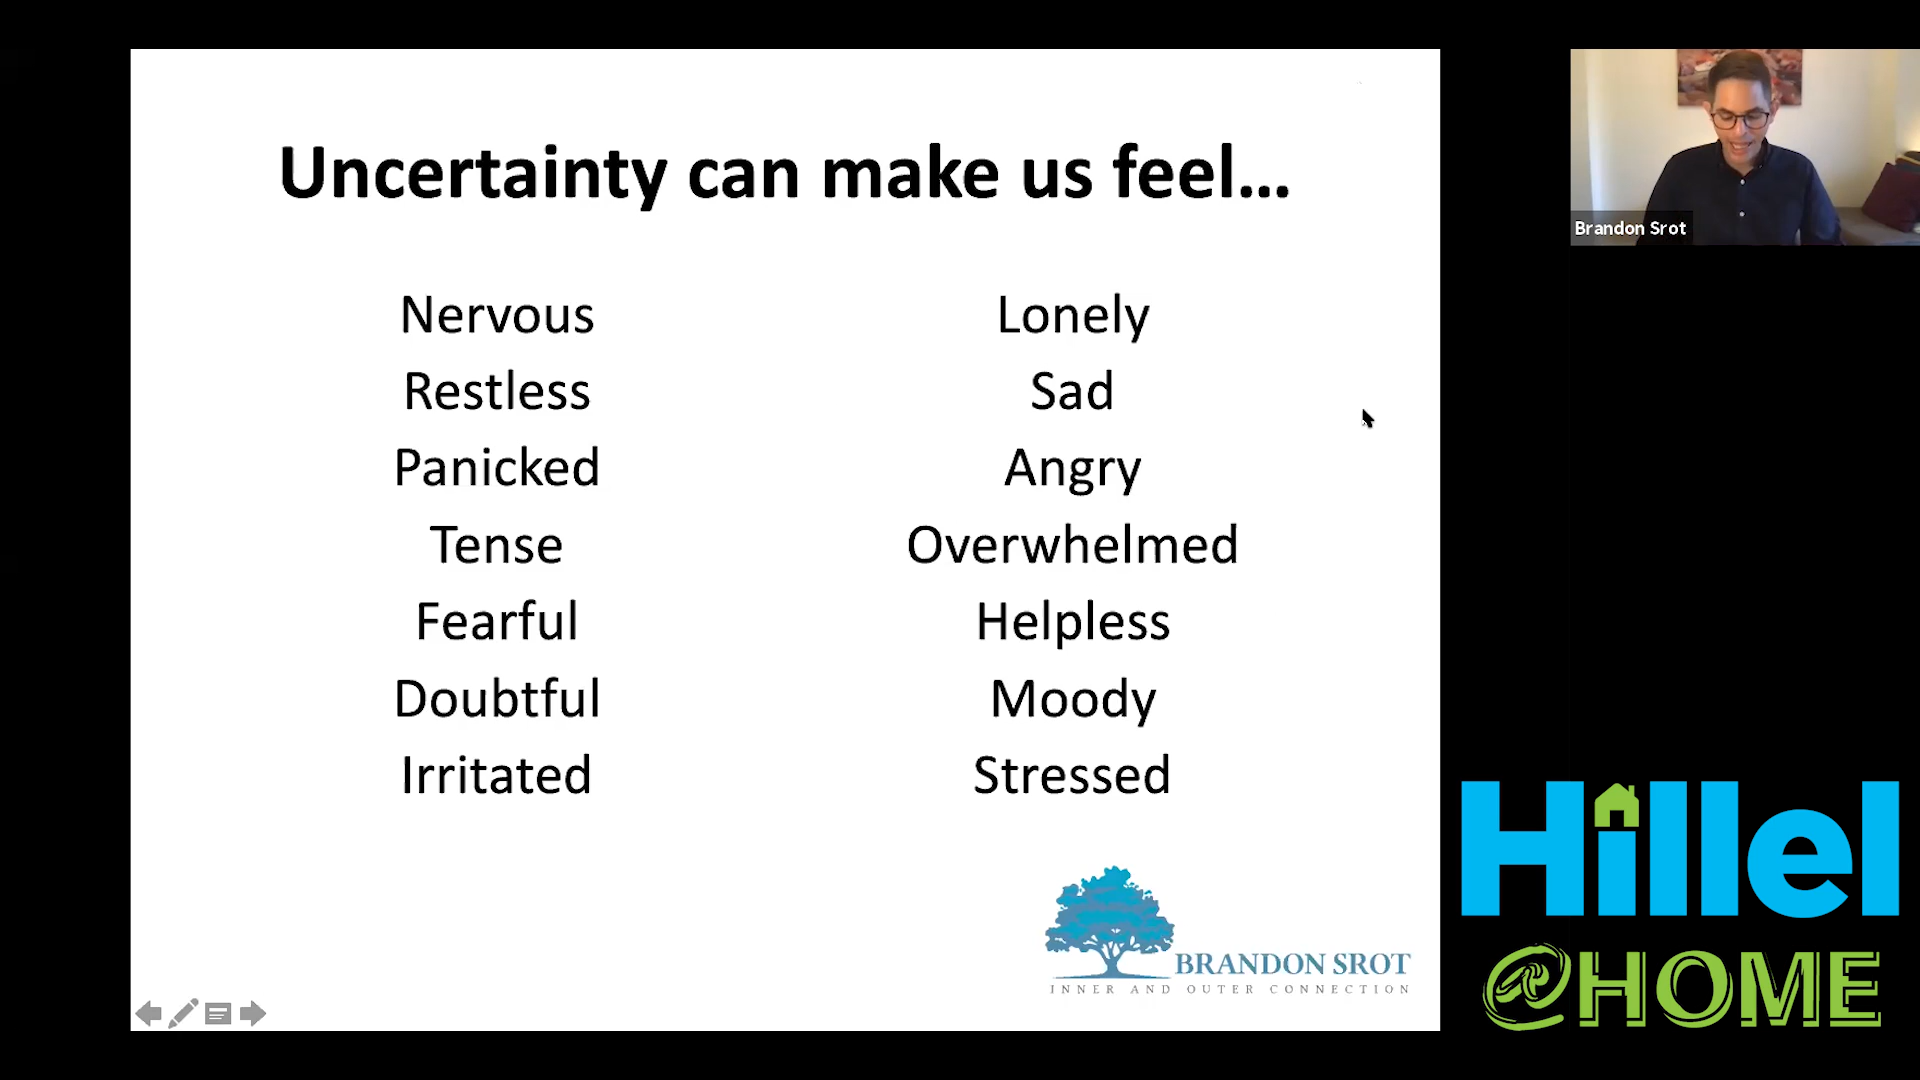 Uncertainty can make us feel...
Nervous
Restless
Panicked
Tense
Fearful
Doubtful
Irritated
Lonely
Sad
Angry
Overwhelmed
Helpless
Moody
Stressed
BRANDON SROT
INNER AND OUTER CONNECTION
Brandon Srot
Hillel
@HOME